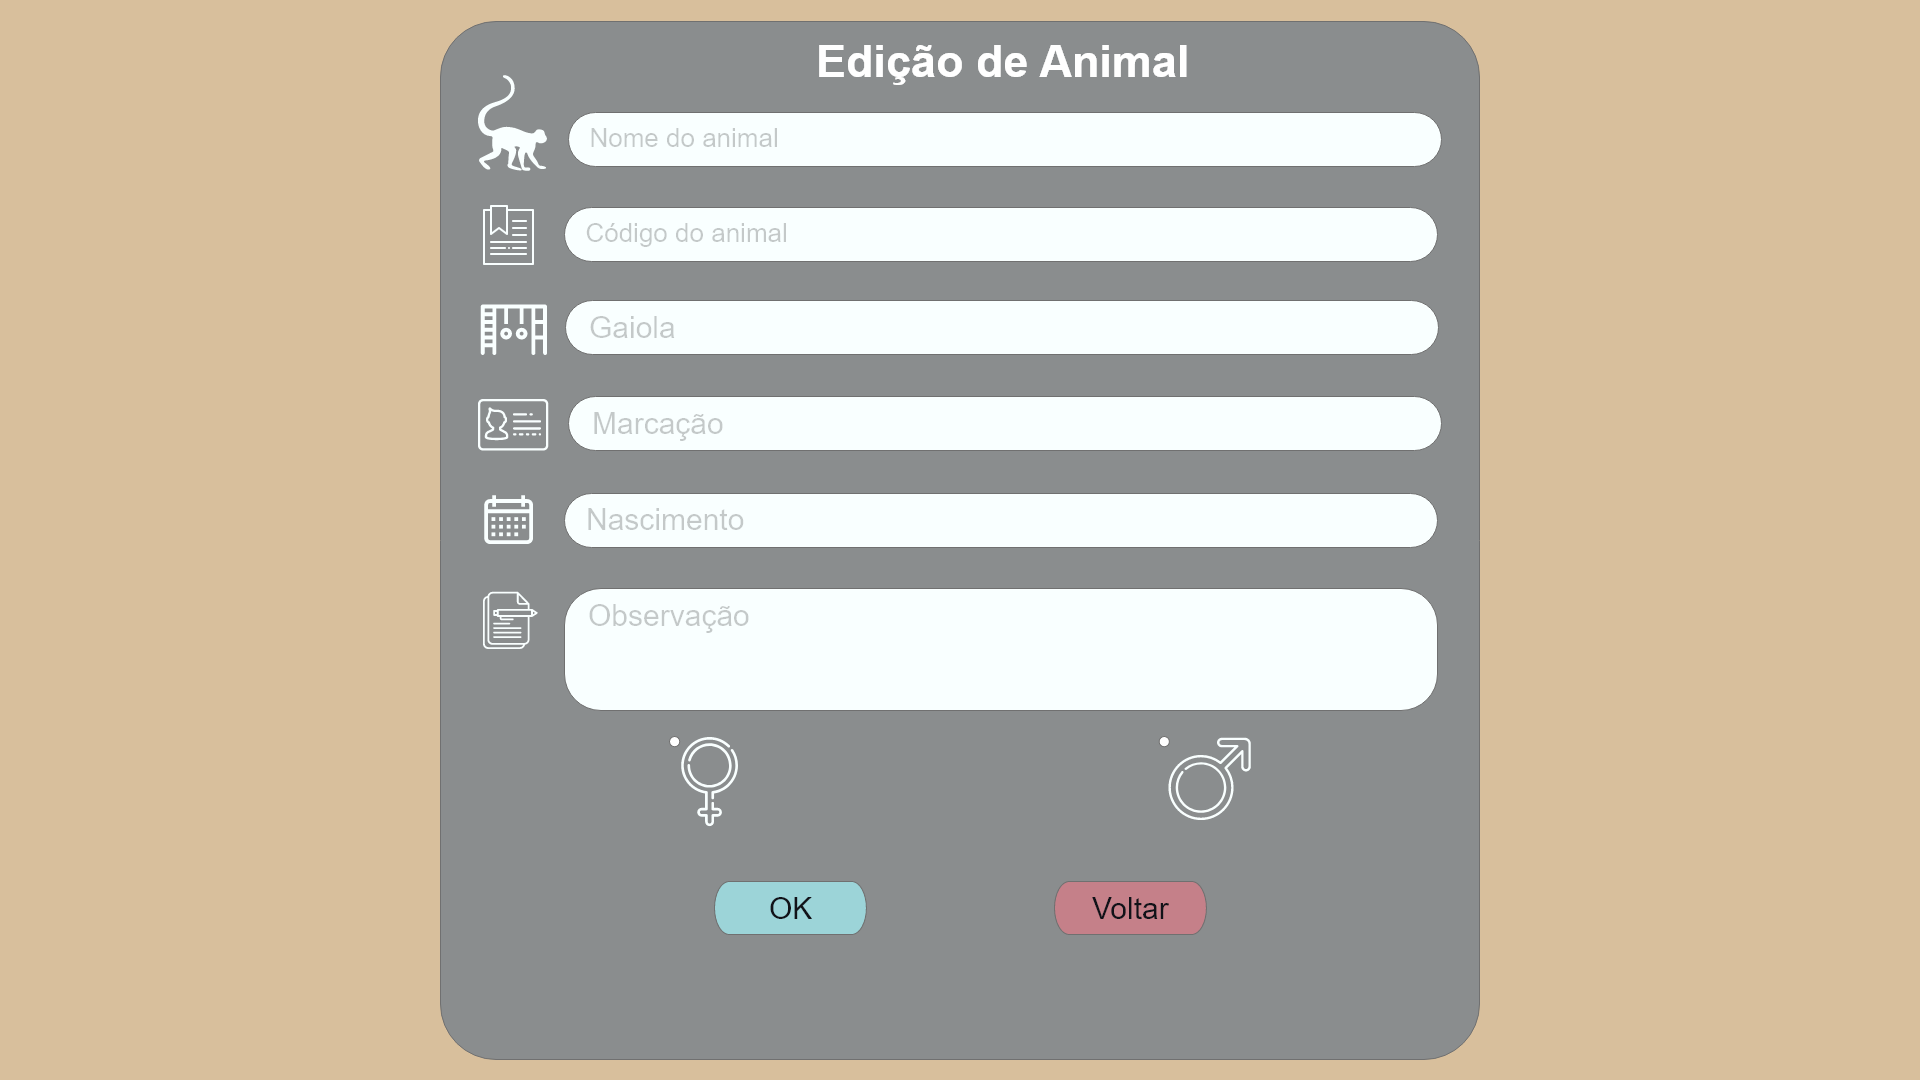 Edição de Animal
Nome do animal
Código do animal
Gaiola
Marcação
Nascimento
Observação
OK
Voltar